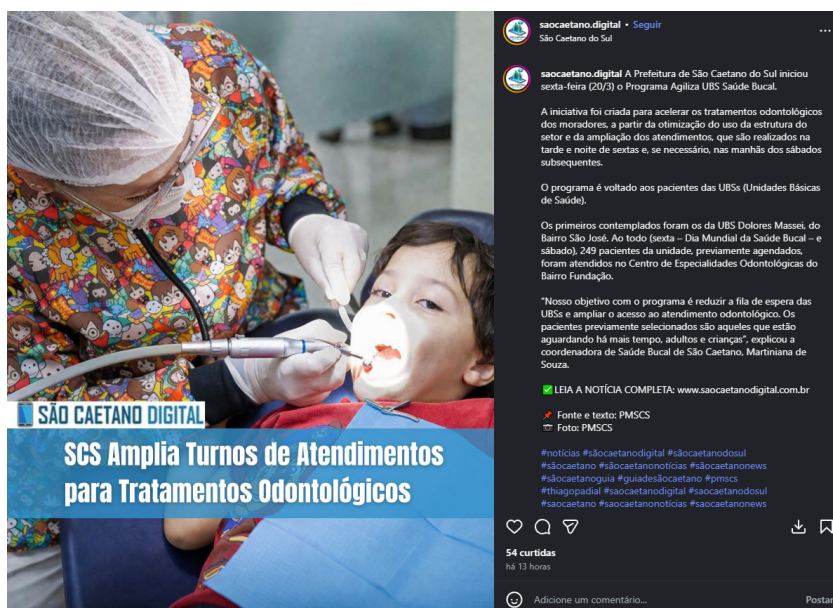 SÃO CAETANO DIGITAL
SCS Amplia Turnos de Atendimentos
para Tratamentos Odontológicos
saocaetano.digital • Seguir
São Caetano do Sul
saocaetano.digital A Prefeitura de São Caetano do Sul iniciou
sexta-feira (20/3) o Programa Agiliza UBS Saúde Bucal.
A iniciativa foi criada para acelerar os tratamentos odontológicos
dos moradores, a partir da otimização do uso da estrutura do
setor e da ampliação dos atendimentos, que são realizados na
tarde e noite de sextas e, se necessário, nas manhãs dos sábados
subsequentes.
O programa é voltado aos pacientes das UBSs (Unidades Básicas
de Saúde).
Os primeiros contemplados foram os da UBS Dolores Massei, do
Bairro São José. Ao todo (sexta – Dia Mundial da Saúde Bucal – e
sábado), 249 pacientes da unidade, previamente agendados,
foram atendidos no Centro de Especialidades Odontológicas do
Bairro Fundação.
"Nosso objetivo com o programa é reduzir a fila de espera das
UBSs e ampliar o acesso ao atendimento odontológico. Os
pacientes previamente selecionados são aqueles que estão
aguardando há mais tempo, adultos e crianças", explicou a
coordenadora de Saúde Bucal de São Caetano, Martiniana de
Souza.
✅ LEIA A NOTÍCIA COMPLETA: www.saocaetanodigital.com.br
📌 Fonte e texto: PMSCS
📷 Foto: PMSCS
#notícias #sãocaetanodigital #sãocaetanodosul
#sãocaetano #sãocaetanonotícias #sãocaetanonews
#sãocaetanoguia #guiadesãocaetano #pmscs
#thiagopadial #saocaetanodigital #saocaetanodosul
#saocaetano #saocaetanonoticias #saocaetanonews
54 curtidas
há 13 horas
Adicione um comentário...
Postar